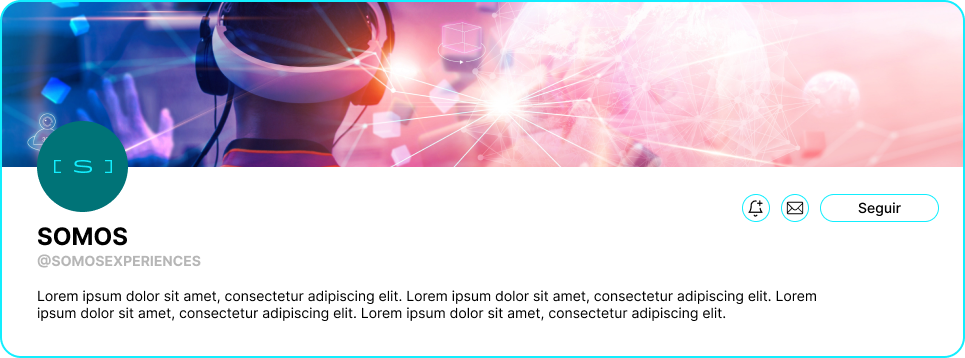 [ S ]
Seguir
SOMOS
@SOMOSEXPERIENCES
Lorem ipsum dolor sit amet, consectetur adipiscing elit. Lorem ipsum dolor sit amet, consectetur adipiscing elit. Lorem
ipsum dolor sit amet, consectetur adipiscing elit. Lorem ipsum dolor sit amet, consectetur adipiscing elit.